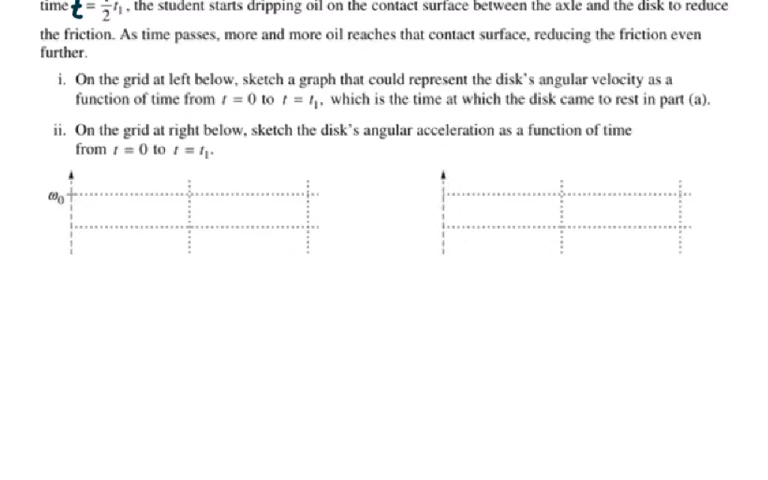 time t = 1/2 t₁, the student starts dripping oil on the contact surface between the axle and the disk to reduce
the friction. As time passes, more and more oil reaches that contact surface, reducing the friction even
further.
i. On the grid at left below, sketch a graph that could represent the disk's angular velocity as a
function of time from t = 0 to t = t₁, which is the time at which the disk came to rest in part (a).
ii. On the grid at right below, sketch the disk's angular acceleration as a function of time
from t = 0 to t = t₁.
ω₀